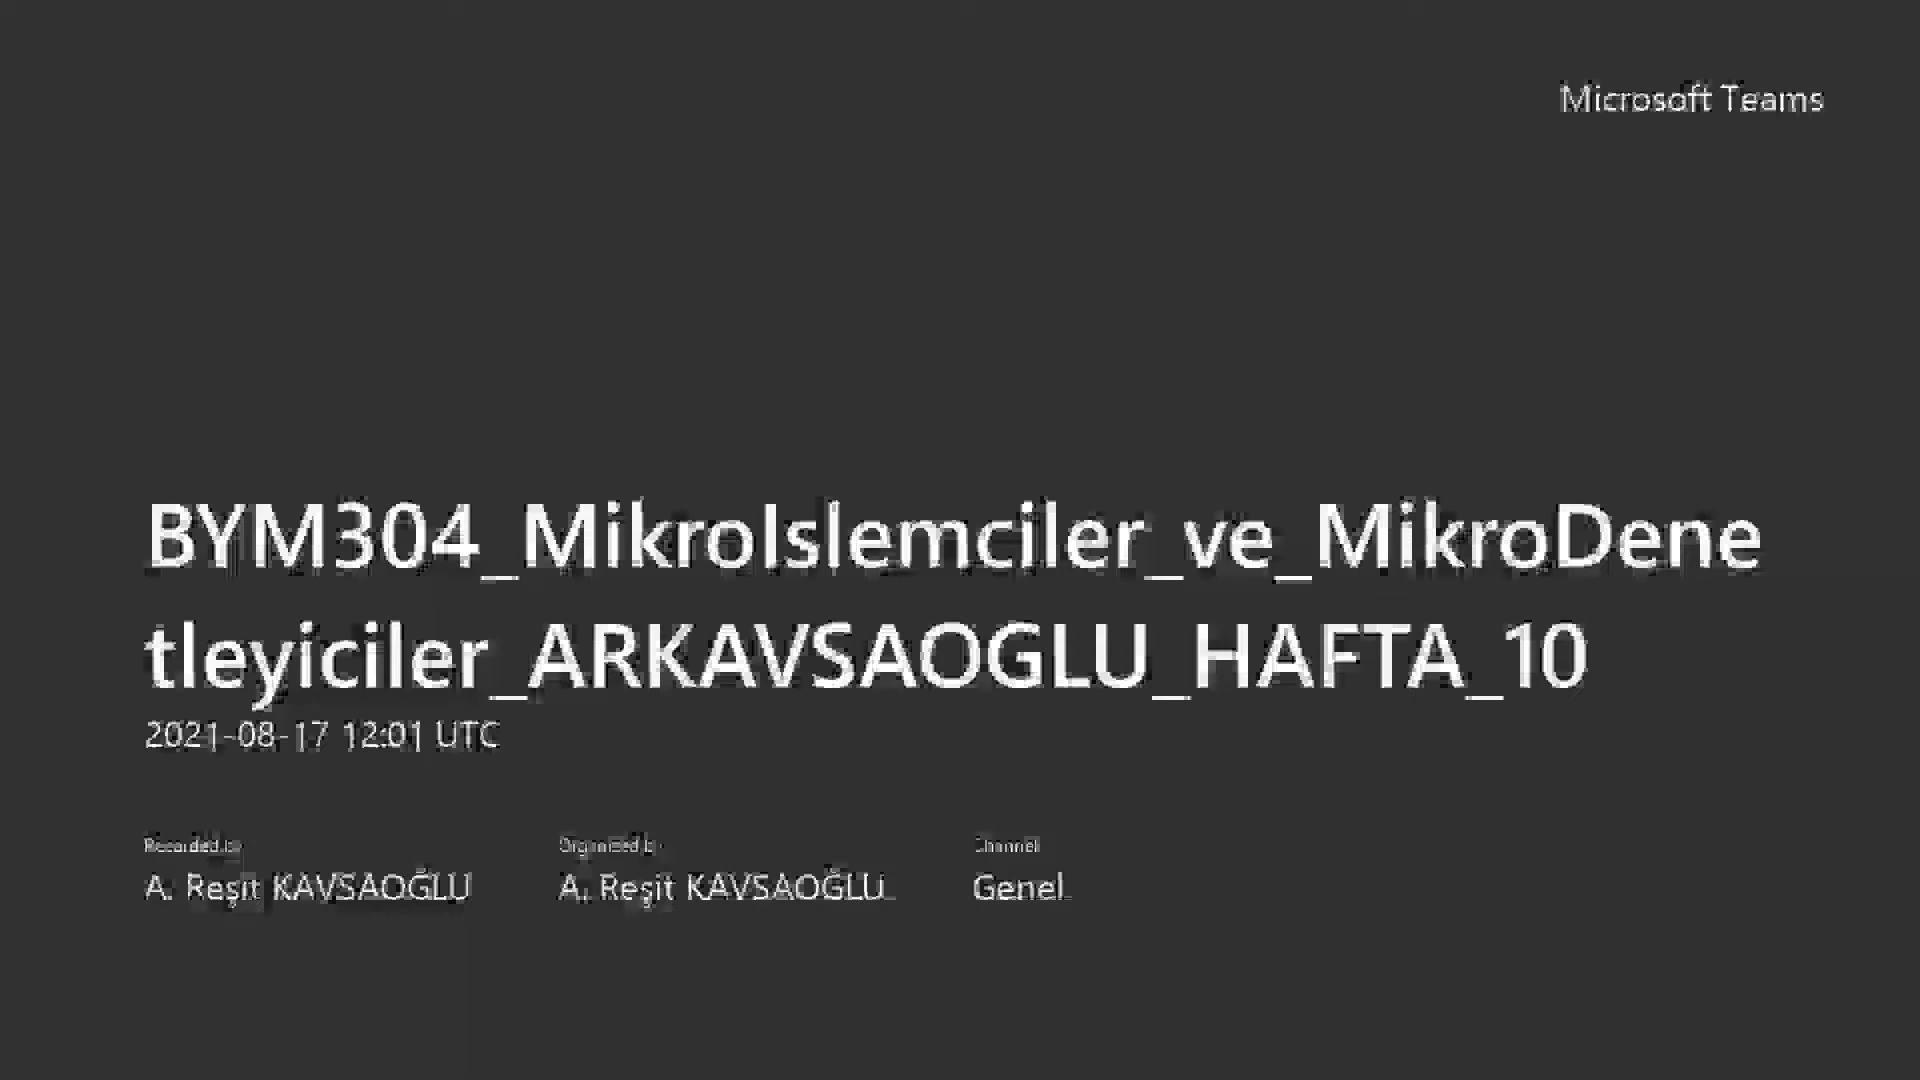 Microsoft Teams
BYM304_MikroIslemciler_ve_MikroDene
tleyiciler_ARKAVSAOGLU_HAFTA_10
2021-08-17 12:01 UTC
Recorded by
Organized by
Channel
A. Reşit KAVSAOĞLU
A. Reşit KAVSAOĞLU
Genel